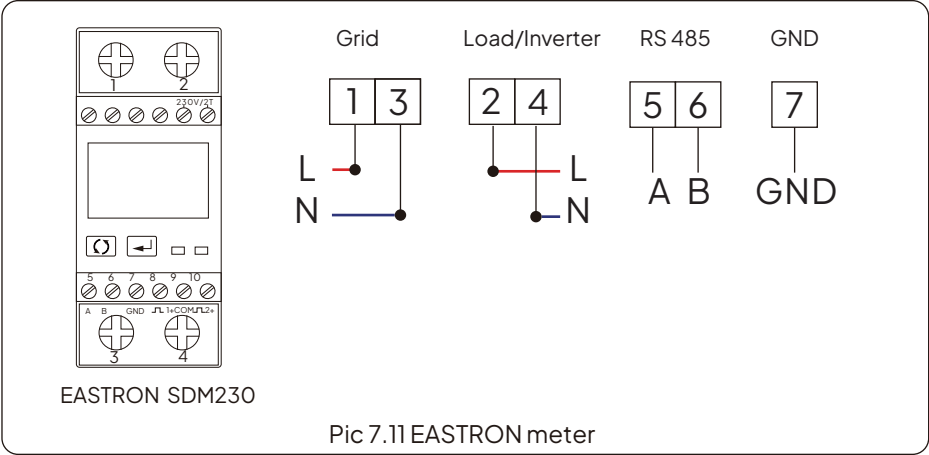 Grid Load/Inverter RS 485 GND
1 2
230V/2T
1 3 2 4 5 6 7
L L
N N
A B GND
5 6 7 8 9 10
A B GND 1+COM 2+
3 4
EASTRON SDM230
Pic 7.11 EASTRON meter